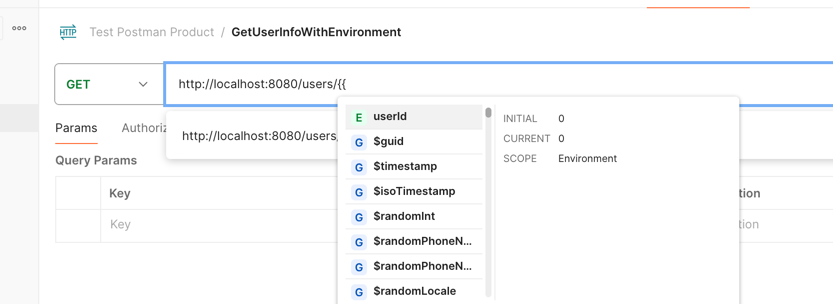 HTTP Test Postman Product / GetUserInfoWithEnvironment
GET http://localhost:8080/users/{{
Params Authoriz http://localhost:8080/users/
Query Params
Key tion
Key tion
E userId
G $guid
G $timestamp
G $isoTimestamp
G $randomInt
G $randomPhoneN...
G $randomPhoneN...
G $randomLocale
INITIAL 0
CURRENT 0
SCOPE Environment